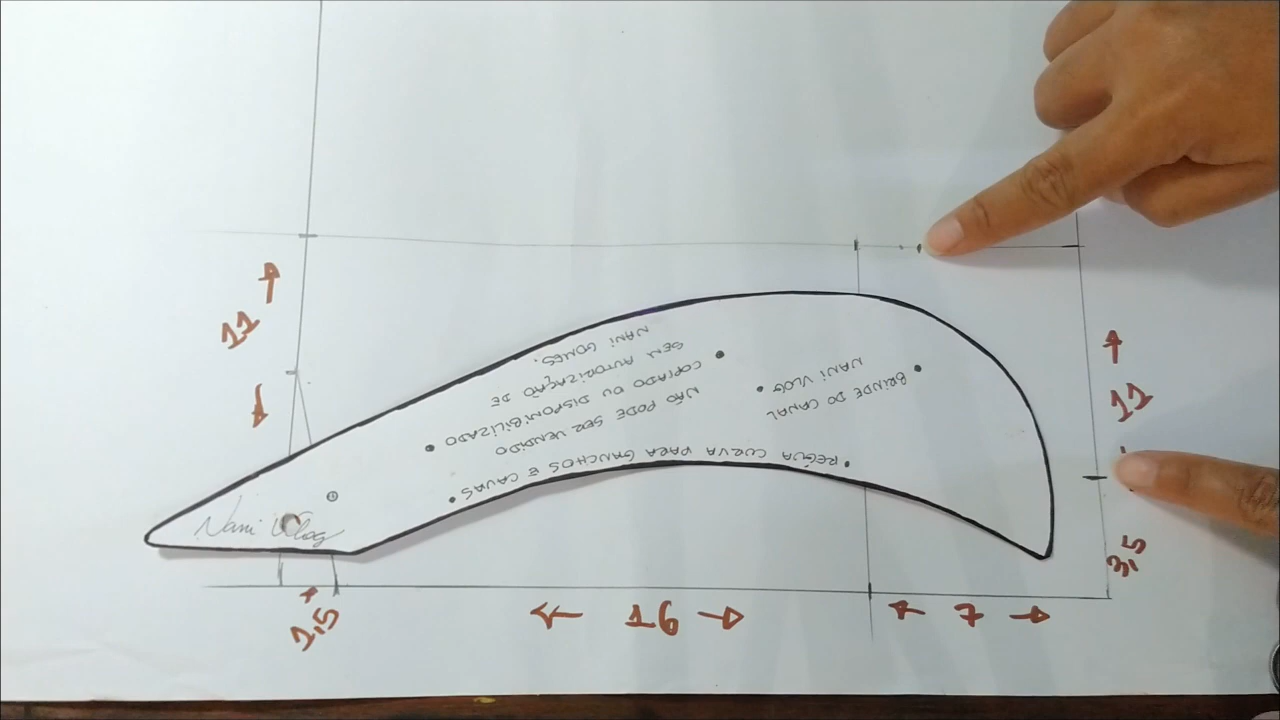 • RÉGUA CURVA PARA GANCHOS E CAVAS •
BRINDE DO CANAL •
NANI VLOG •
NÃO PODE SER VENDIDO
COPIADO OU DISPONIBILIZADO •
SEM AUTORIZAÇÃO DE •
NANI GOMES.
Nani Vlog
11
11
3,5
1,5
16
7